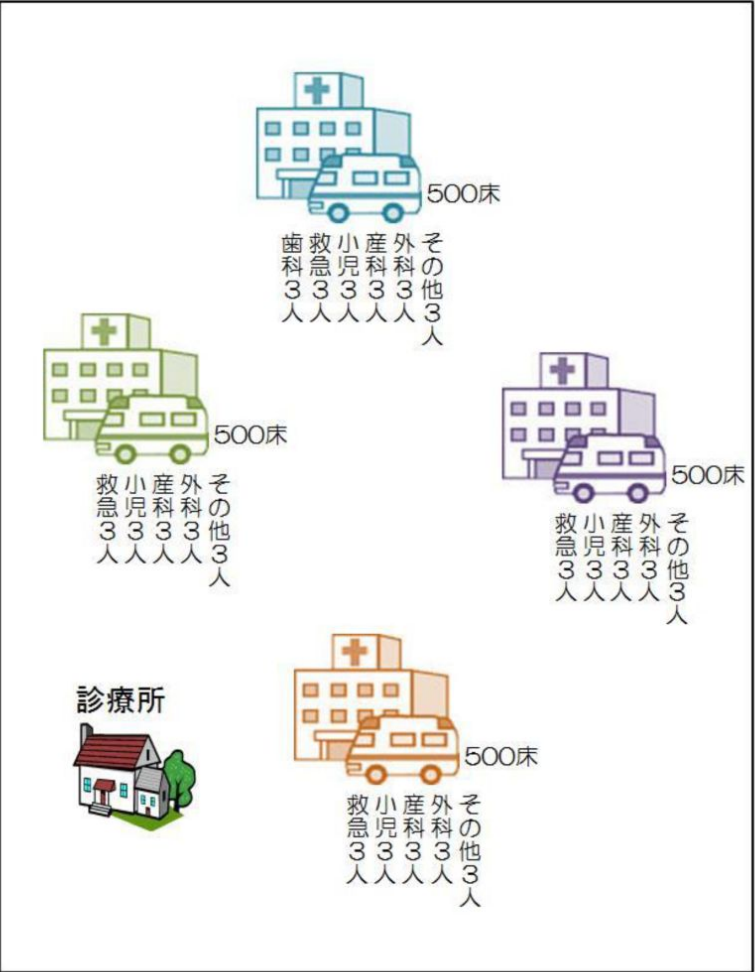 500床
歯科３人
救急３人
小児３人
産科３人
外科３人
その他３人
500床
救急３人
小児３人
産科３人
外科３人
その他３人
500床
救急３人
小児３人
産科３人
外科３人
その他３人
診療所
500床
救急３人
小児３人
産科３人
外科３人
その他３人